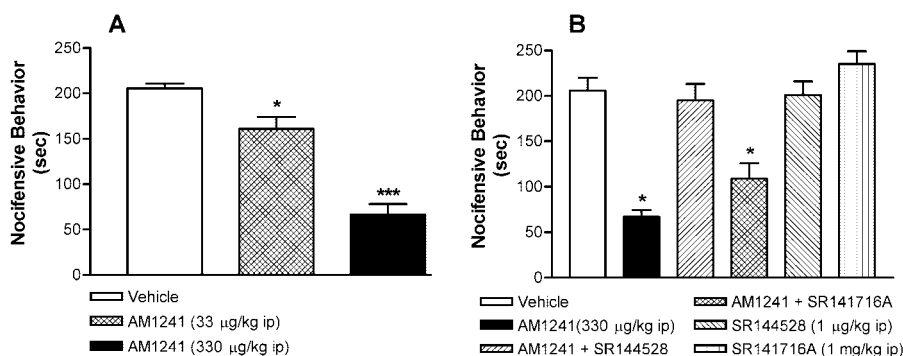 A
Nocifensive Behavior
(sec)
250
200
150
100
50
0
*
***
Vehicle
AM1241 (33 µg/kg ip)
AM1241 (330 µg/kg ip)
B
Nocifensive Behavior
(sec)
250
200
150
100
50
0
*
*
Vehicle
AM1241(330 µg/kg ip)
AM1241 + SR144528
AM1241 + SR141716A
SR144528 (1 µg/kg ip)
SR141716A (1 mg/kg ip)